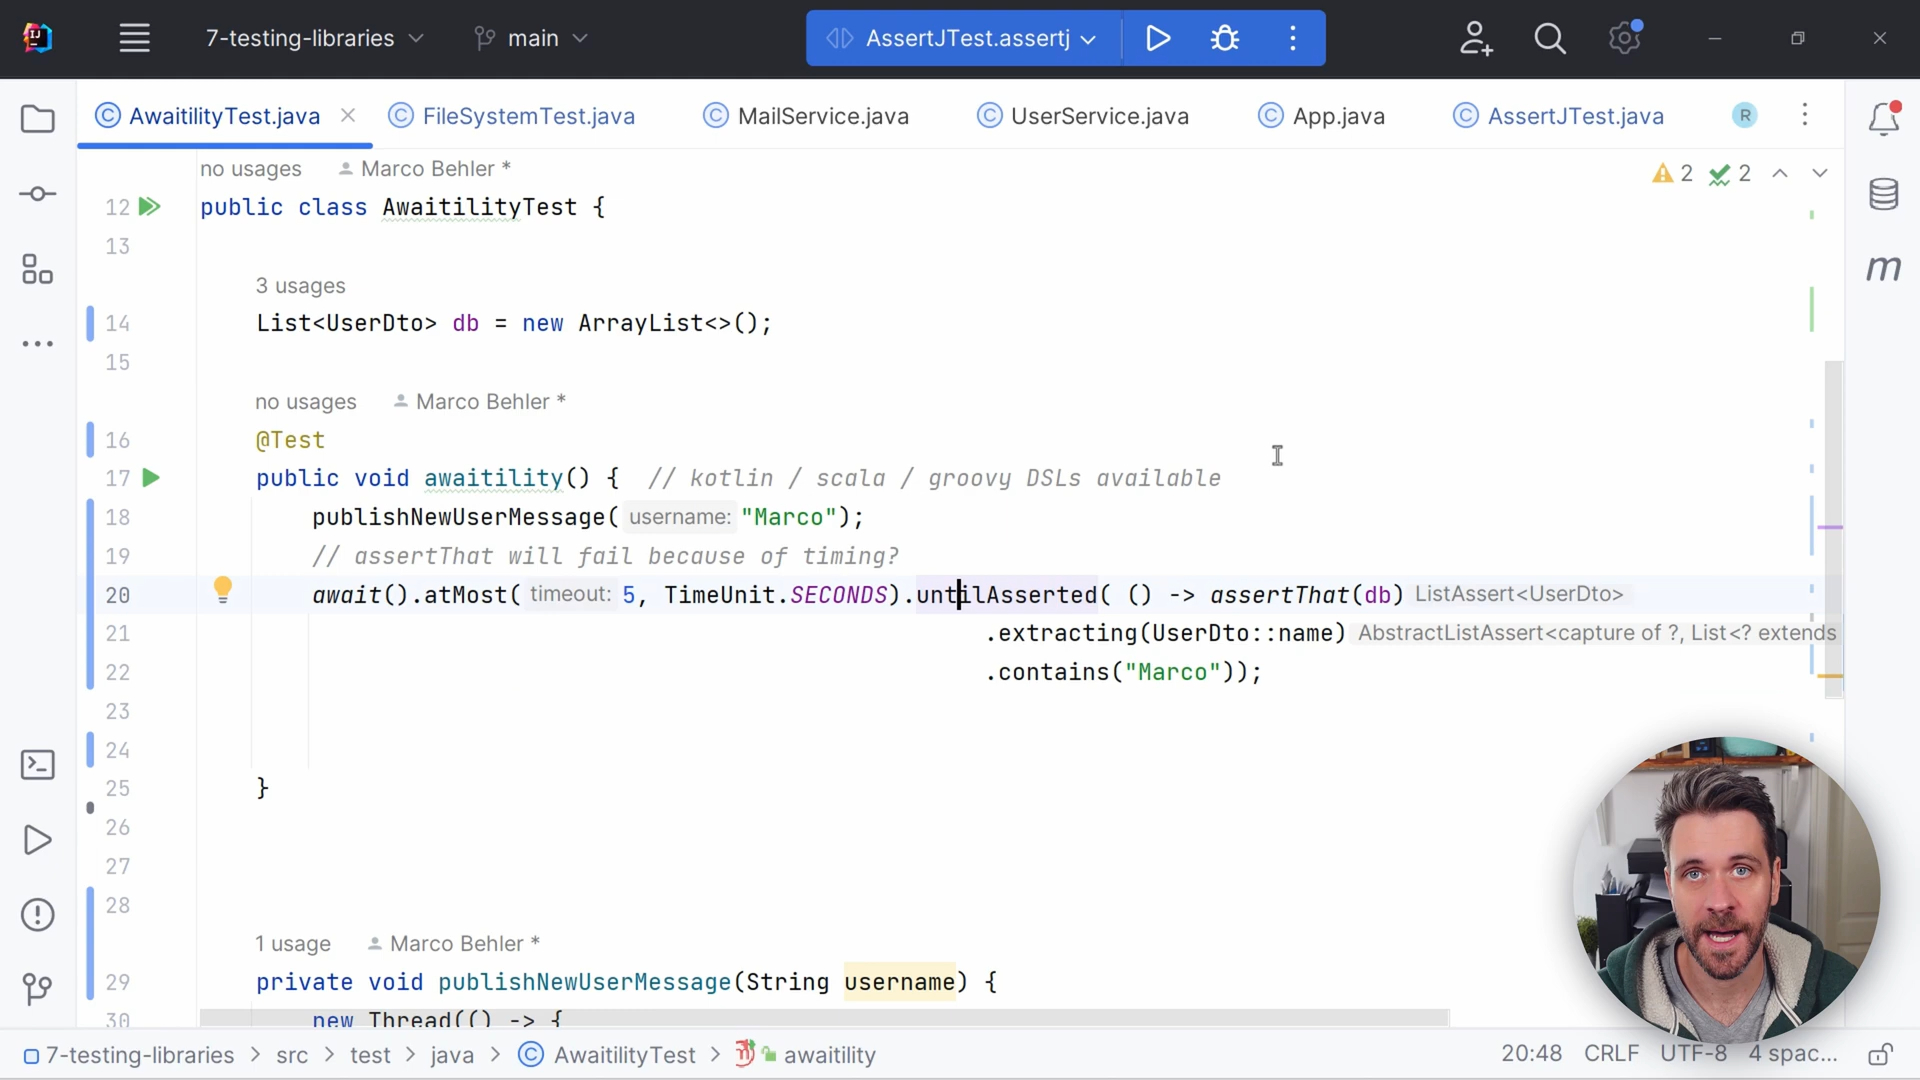 IJ
7-testing-libraries
main
AssertJTest.assertj
AwaitilityTest.java
FileSystemTest.java
MailService.java
UserService.java
App.java
AssertJTest.java
R
no usages Marco Behler *
2 2
12 public class AwaitilityTest {
13
3 usages
14 List<UserDto> db = new ArrayList<>();
15
no usages Marco Behler *
16 @Test
17 public void awaitility() { // kotlin / scala / groovy DSLs available
18 publishNewUserMessage( username: "Marco");
19 // assertThat will fail because of timing?
20 await().atMost( timeout: 5, TimeUnit.SECONDS).untilAsserted( () -> assertThat(db) ListAssert<UserDto>
21 .extracting(UserDto::name) AbstractListAssert<capture of ?, List<? extends
22 .contains("Marco"));
23
24
25 }
26
27
28
1 usage Marco Behler *
29 private void publishNewUserMessage(String username) {
30 new Thread(() -> {
m
7-testing-libraries > src > test > java > AwaitilityTest > m awaitility
20:48 CRLF UTF-8 4 spac...